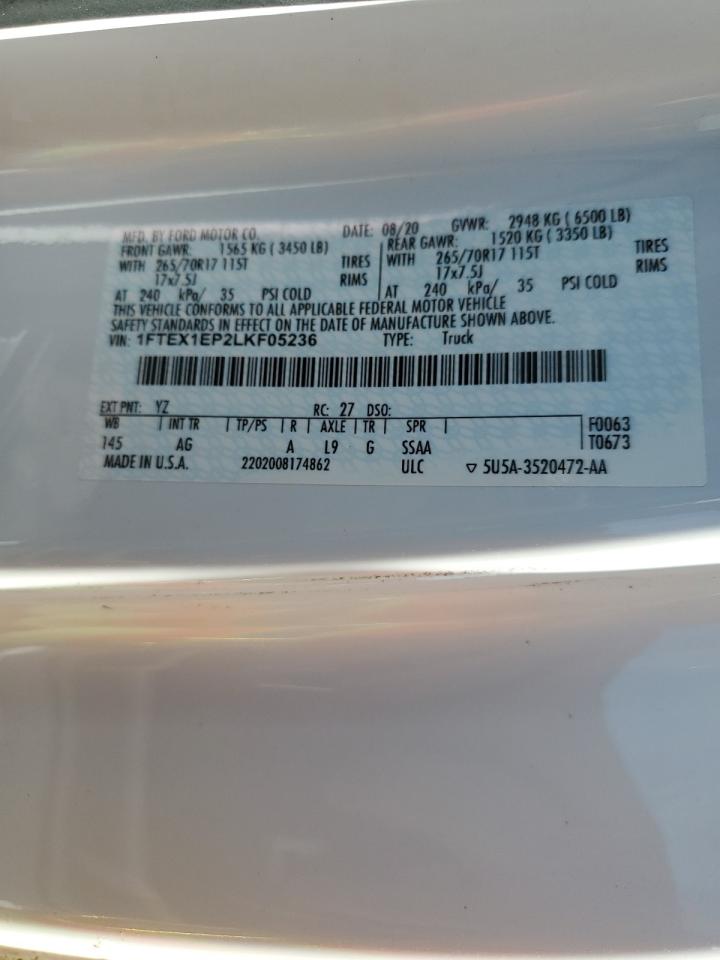 MFD. BY FORD MOTOR CO. DATE: 08/20 GVWR: 2948 KG ( 6500 LB)
FRONT GAWR: 1565 KG ( 3450 LB) REAR GAWR: 1520 KG ( 3350 LB)
WITH 265/70R17 115T TIRES WITH 265/70R17 115T TIRES
17x7.5J RIMS 17x7.5J RIMS
AT 240 kPa/ 35 PSI COLD AT 240 kPa/ 35 PSI COLD
THIS VEHICLE CONFORMS TO ALL APPLICABLE FEDERAL MOTOR VEHICLE
SAFETY STANDARDS IN EFFECT ON THE DATE OF MANUFACTURE SHOWN ABOVE.
VIN: 1FTEX1EP2LKF05236 TYPE: Truck
EXT PNT: YZ RC: 27 DSO:
WB | INT TR | TP/PS | R | AXLE | TR | SPR | F0063
145 AG A L9 G SSAA T0673
MADE IN U.S.A. 2202008174862 ULC ▽ 5U5A-3520472-AA